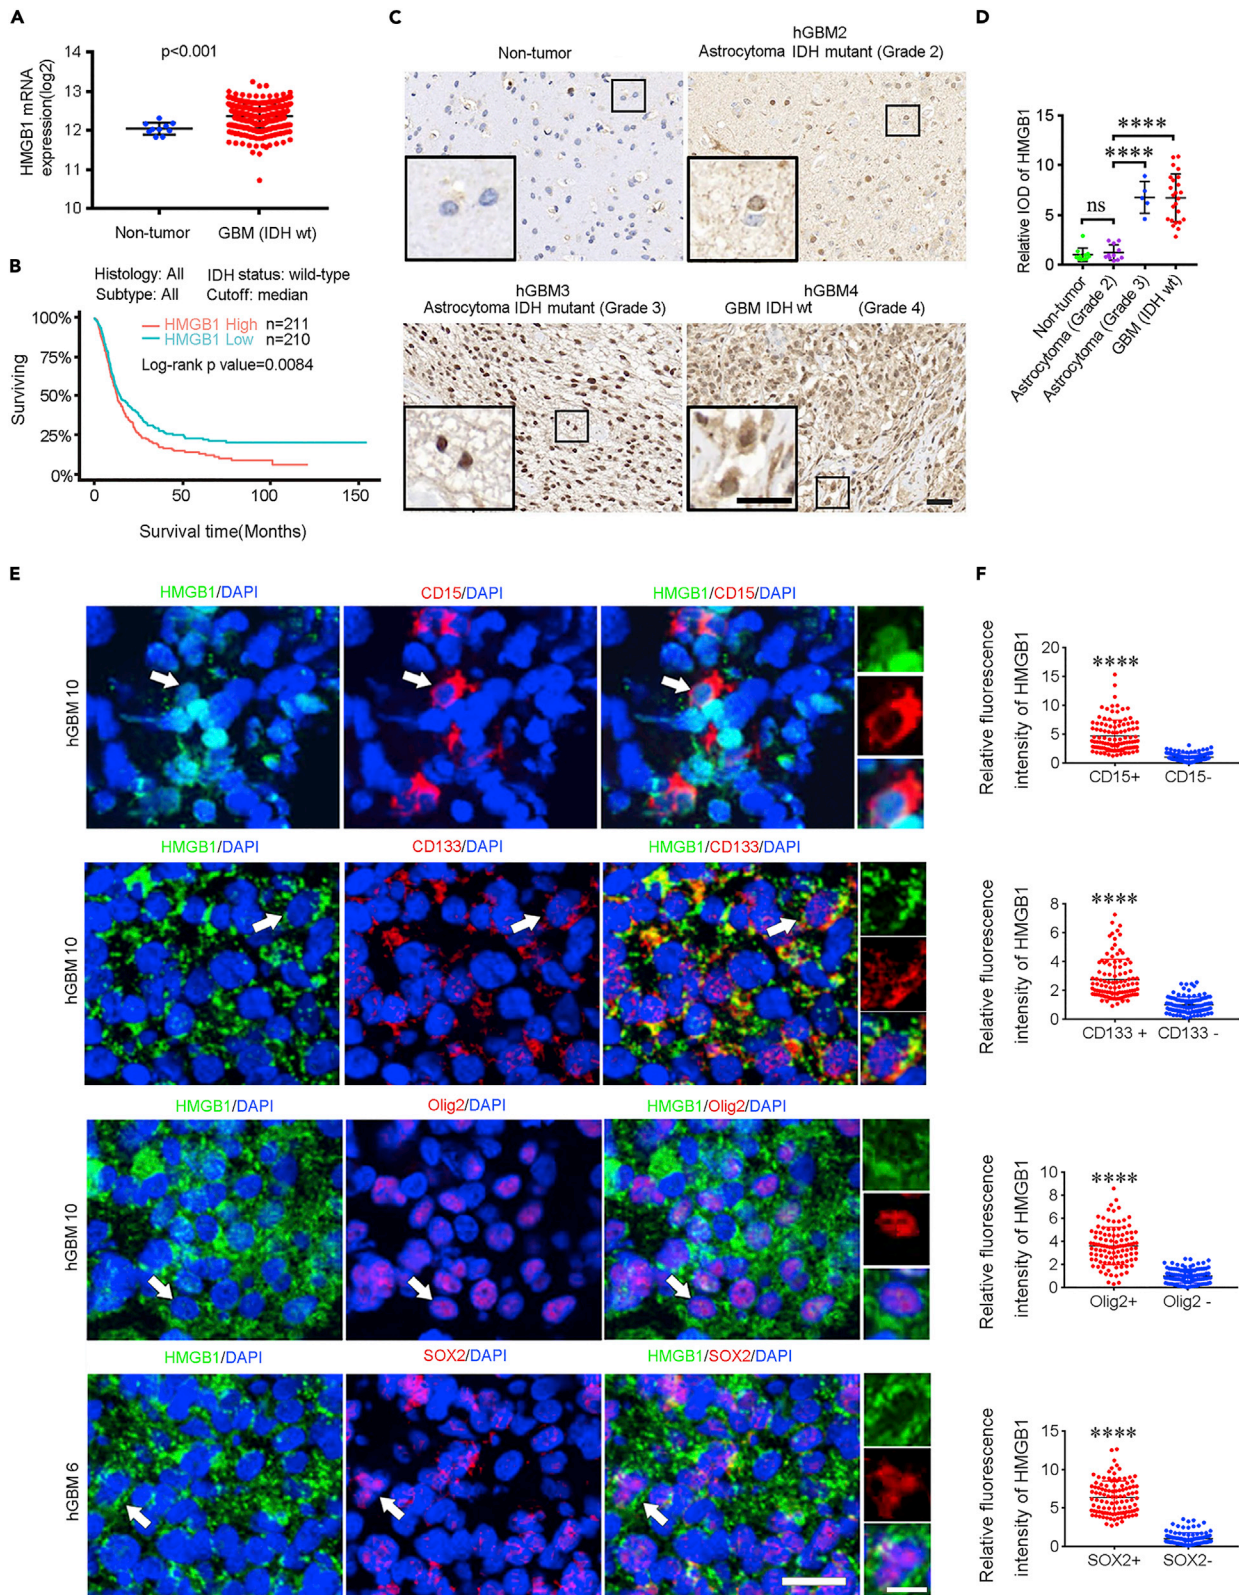 A
HMGB1 mRNA
expression(log2)
p<0.001
14
13
12
11
10
Non-tumor
GBM (IDH wt)
B
Histology: All
IDH status: wild-type
Subtype: All
Cutoff: median
Surviving
100%
75%
50%
25%
0%
HMGB1 High n=211
HMGB1 Low n=210
Log-rank p value=0.0084
0
50
100
150
Survival time(Months)
C
Non-tumor
hGBM2
Astrocytoma IDH mutant (Grade 2)
hGBM3
Astrocytoma IDH mutant (Grade 3)
hGBM4
GBM IDH wt (Grade 4)
D
Relative IOD of HMGB1
15
10
5
0
ns
****
****
Non-tumor
Astrocytoma (Grade 2)
Astrocytoma (Grade 3)
GBM (IDH wt)
E
hGBM 10
HMGB1/DAPI
CD15/DAPI
HMGB1/CD15/DAPI
hGBM 10
HMGB1/DAPI
CD133/DAPI
HMGB1/CD133/DAPI
hGBM 10
HMGB1/DAPI
Olig2/DAPI
HMGB1/Olig2/DAPI
hGBM 6
HMGB1/DAPI
SOX2/DAPI
HMGB1/SOX2/DAPI
F
Relative fluorescence
intensity of HMGB1
20
15
10
5
0
****
CD15+
CD15-
Relative fluorescence
intensity of HMGB1
8
6
4
2
0
****
CD133 +
CD133 -
Relative fluorescence
intensity of HMGB1
10
8
6
4
2
0
****
Olig2+
Olig2 -
Relative fluorescence
intensity of HMGB1
15
10
5
0
****
SOX2+
SOX2-